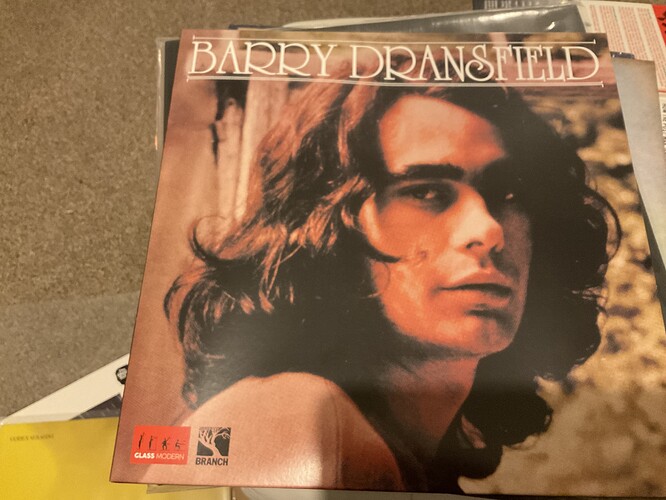 BARRY DRANSFIELD
GLASS MODERN
BRANCH